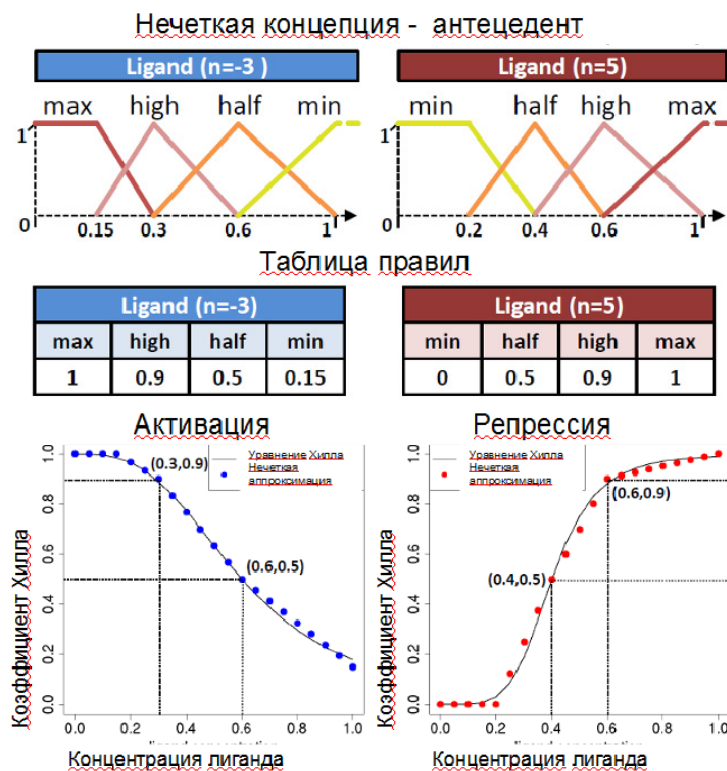 Нечеткая концепция - антецедент
Ligand (n=-3 )
Ligand (n=5)
max high half min
min half high max
1
0
0.15 0.3 0.6 1
1
0
0.2 0.4 0.6 1
Таблица правил
Ligand (n=-3)
max high half min
1 0.9 0.5 0.15
Ligand (n=5)
min half high max
0 0.5 0.9 1
Активация
Репрессия
Коэффициент Хилла
0.0 0.2 0.4 0.6 0.8 1.0
(0.3,0.9)
(0.6,0.5)
Уравнение Хилла
Нечеткая
аппроксимация
0.0 0.2 0.4 0.6 0.8 1.0
Концентрация лиганда
Коэффициент Хилла
0.0 0.2 0.4 0.6 0.8 1.0
Уравнение Хилла
Нечеткая
аппроксимация
(0.6,0.9)
(0.4,0.5)
0.0 0.2 0.4 0.6 0.8 1.0
Концентрация лиганда